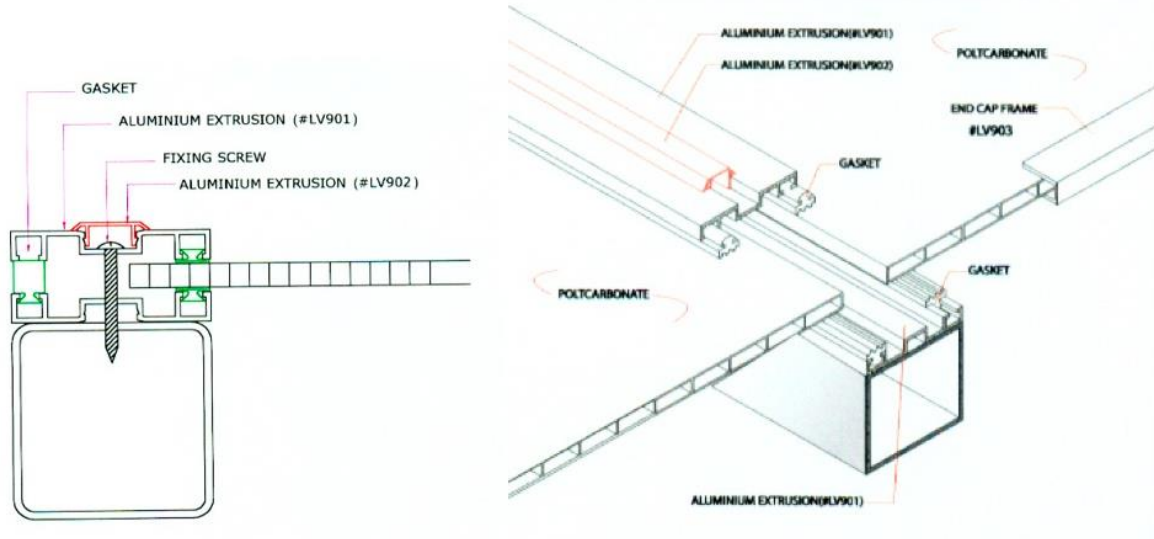 GASKET
ALUMINIUM EXTRUSION (#LV901)
FIXING SCREW
ALUMINIUM EXTRUSION (#LV902)
ALUMINIUM EXTRUSION(#LV901)
ALUMINIUM EXTRUSION(#LV902)
POLTCARBONATE
END CAP FRAME
#LV903
GASKET
GASKET
POLTCARBONATE
ALUMINIUM EXTRUSION(#LV901)